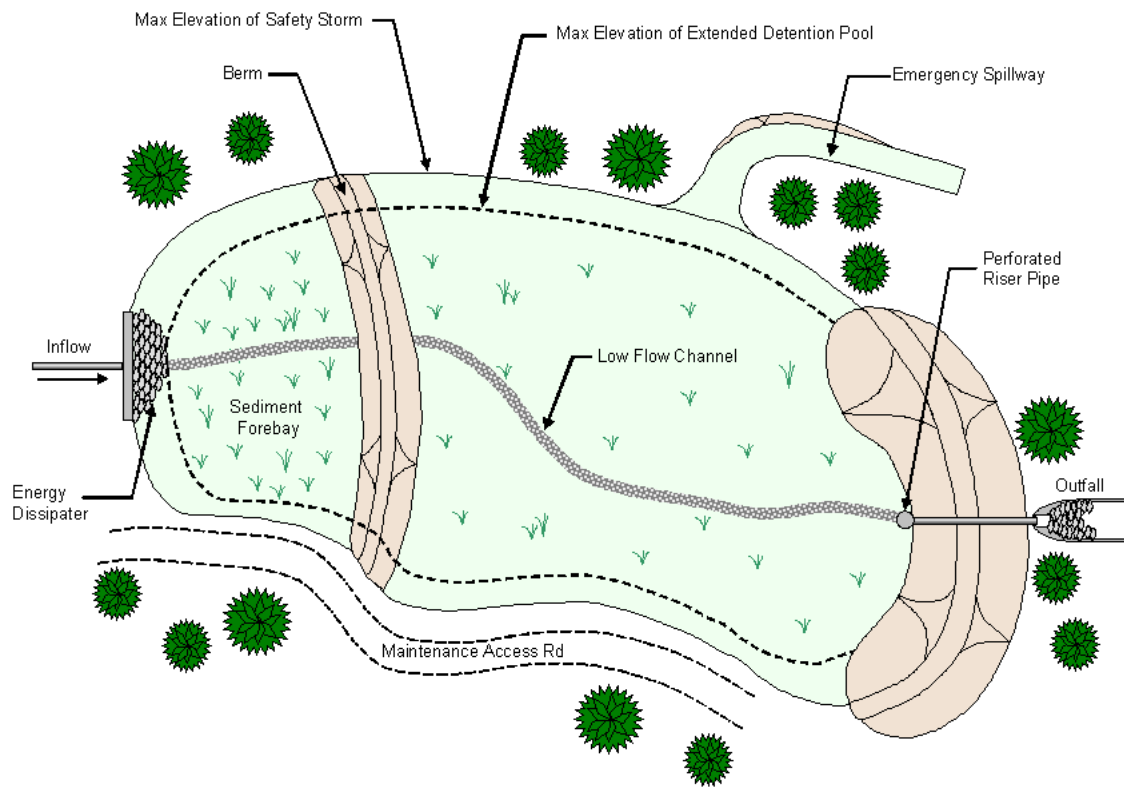 Max Elevation of Safety Storm
Max Elevation of Extended Detention Pool
Berm
Emergency Spillway
Perforated
Riser Pipe
Inflow
Low Flow Channel
Sediment
Forebay
Energy
Dissipater
Outfall
Maintenance Access Rd